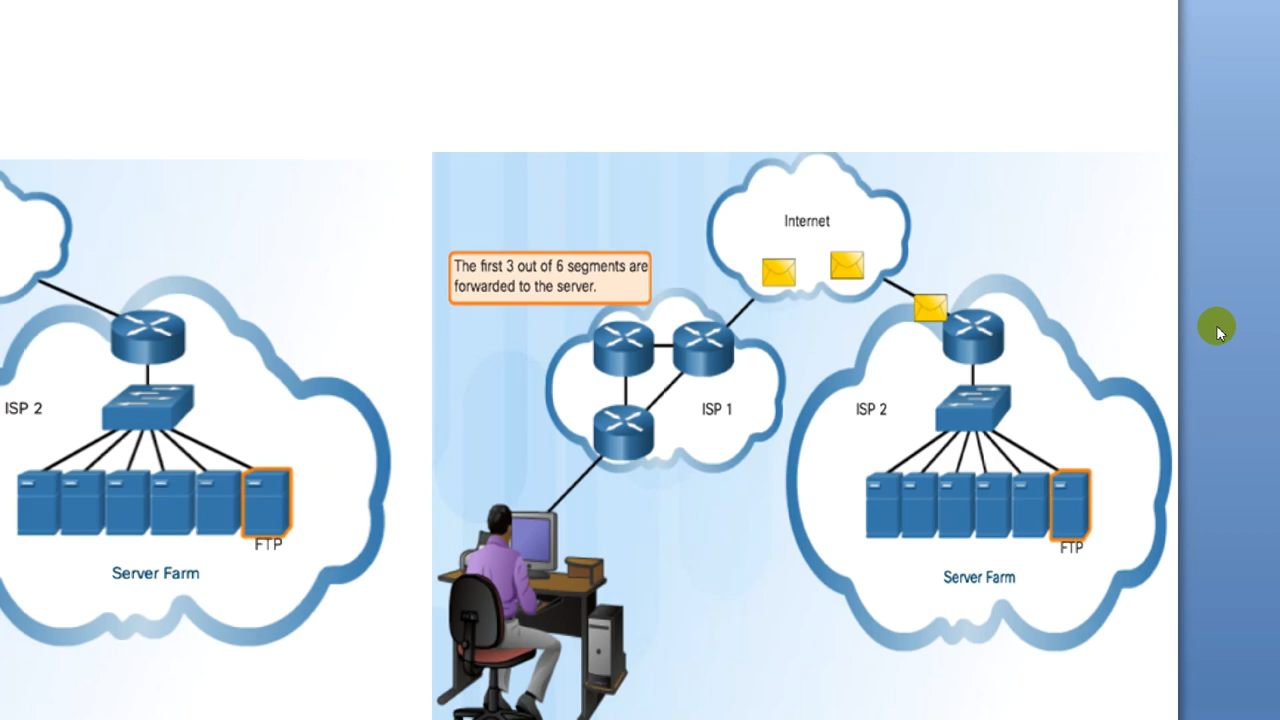 ISP 2
FTP
Server Farm
Internet
The first 3 out of 6 segments are
forwarded to the server.
ISP 1
ISP 2
FTP
Server Farm